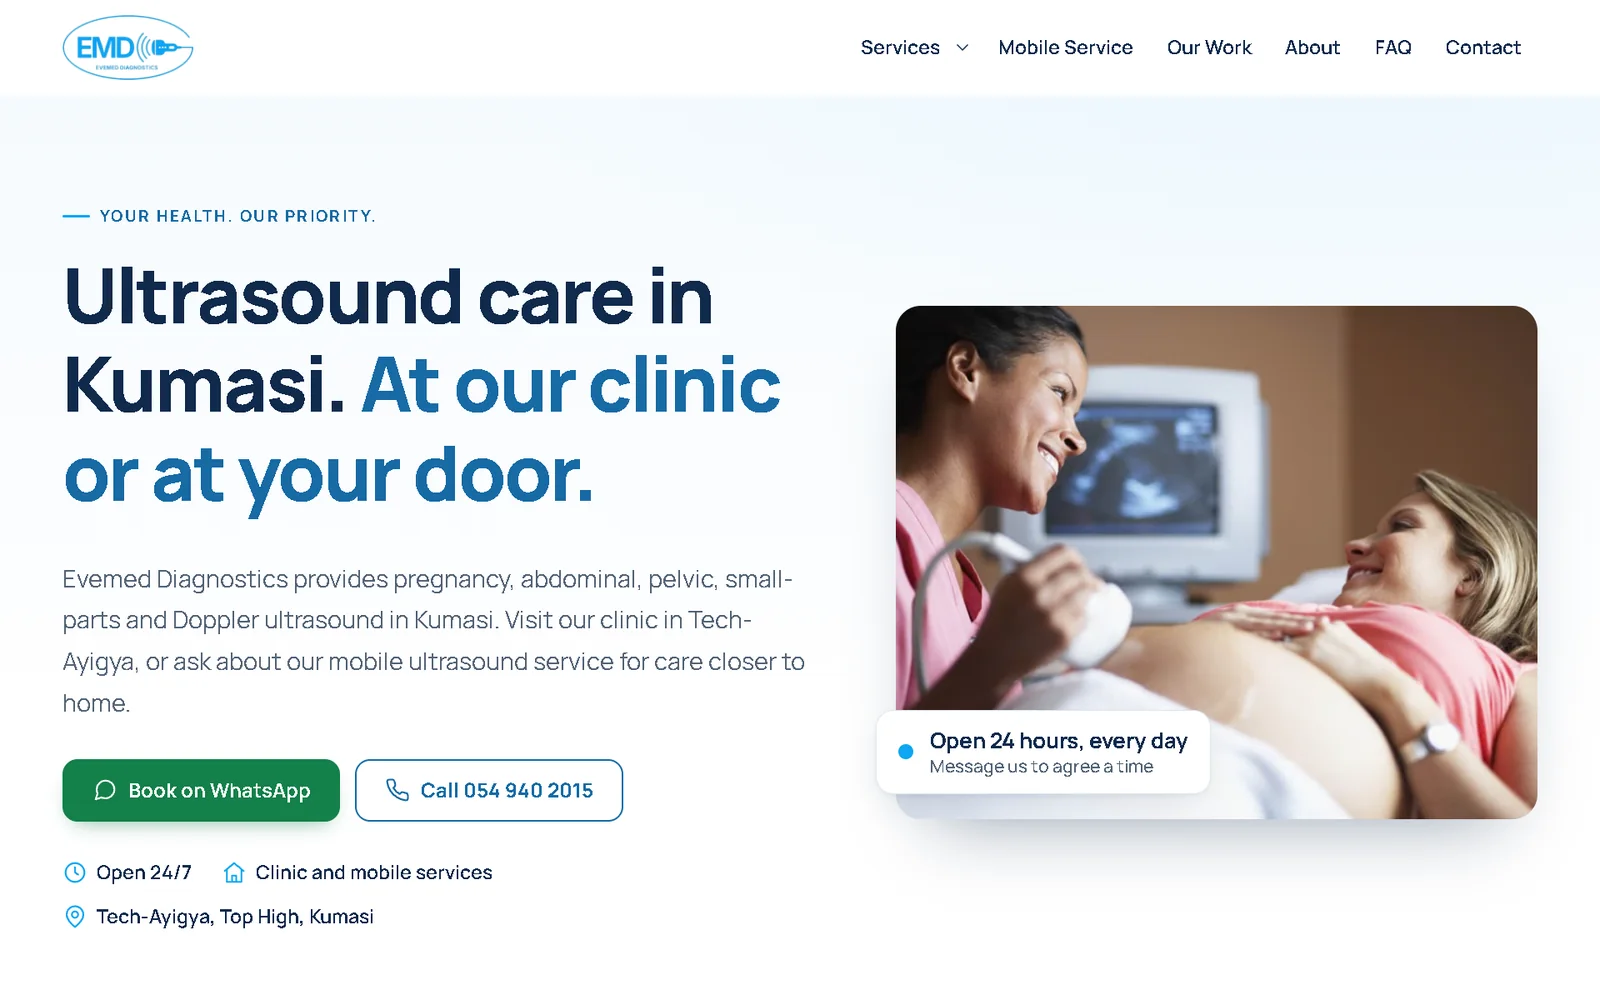 EMD
EVEMED DIAGNOSTICS
Services
Mobile Service
Our Work
About
FAQ
Contact
YOUR HEALTH. OUR PRIORITY.
Ultrasound care in
Kumasi. At our clinic
or at your door.
Evemed Diagnostics provides pregnancy, abdominal, pelvic, small-
parts and Doppler ultrasound in Kumasi. Visit our clinic in Tech-
Ayigya, or ask about our mobile ultrasound service for care closer to
home.
Book on WhatsApp
Call 054 940 2015
Open 24/7
Clinic and mobile services
Tech-Ayigya, Top High, Kumasi
Open 24 hours, every day
Message us to agree a time